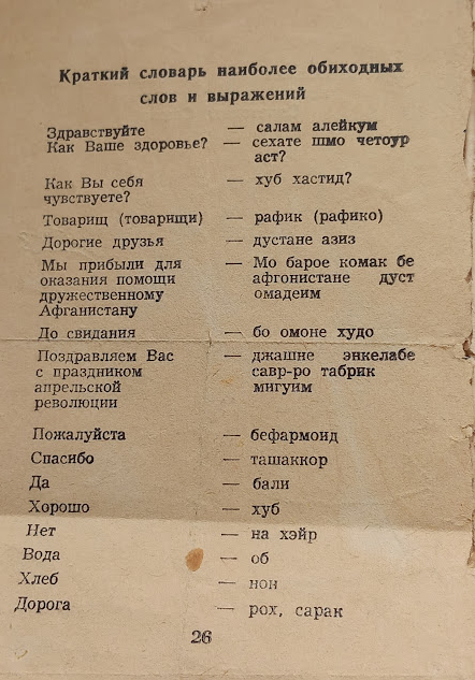 Краткий словарь наиболее обиходных
слов и выражений
Здравствуйте — салам алейкум
Как Ваше здоровье? — сехате шмо четоур
аст?
Как Вы себя — хуб хастид?
чувствуете?
Товарищ (товарищи) — рафик (рафико)
Дорогие друзья — дустане азиз
Мы прибыли для — Мо барое комак бе
оказания помощи афгонистане дуст
дружественному омадеим
Афганистану
До свидания — бо омоне худо
Поздравляем Вас — джашне энкелабе
с праздником савр-ро табрик
апрельской мигуим
революции
Пожалуйста — бефармоид
Спасибо — ташаккор
Да — бали
Хорошо — хуб
Нет — на хэйр
Вода — об
Хлеб — нон
Дорога — рох, сарак
26